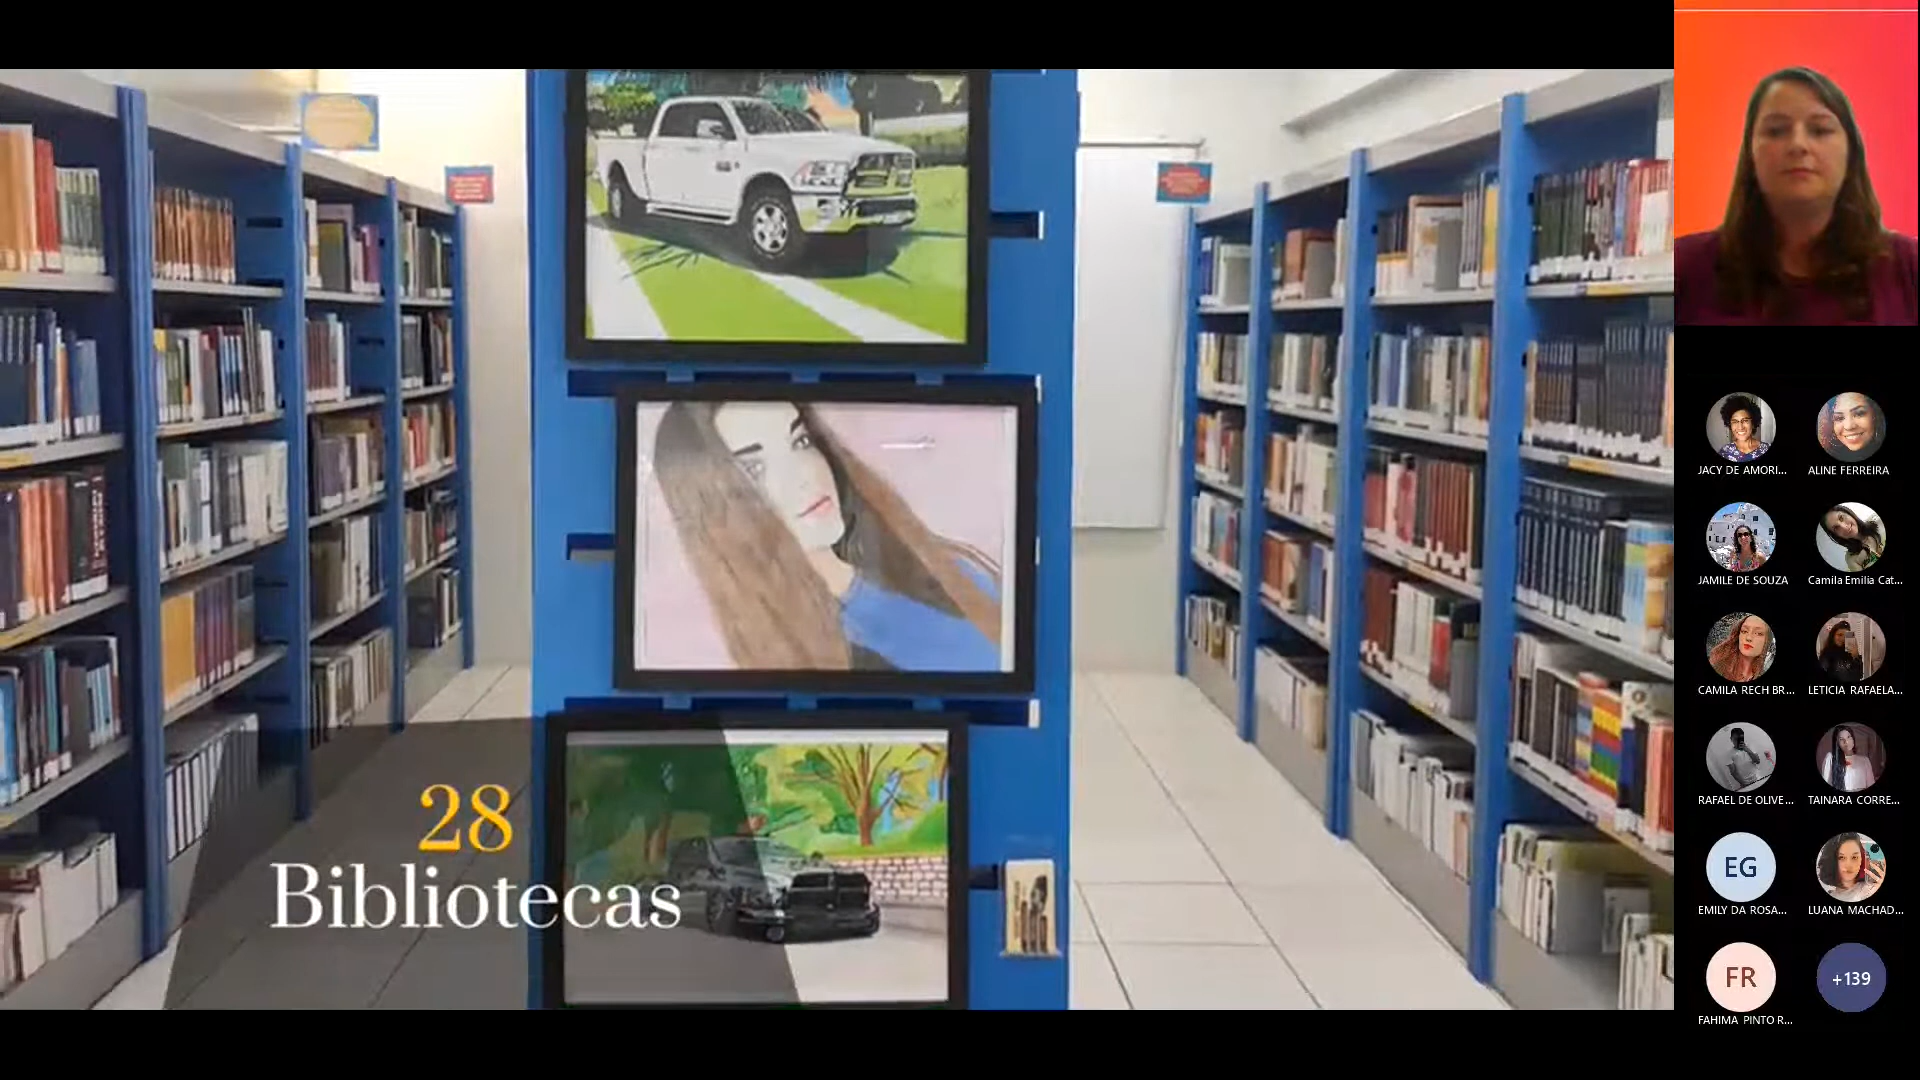 28
Bibliotecas
JACY DE AMORI...
ALINE FERREIRA
JAMILE DE SOUZA
Camila Emilia Cat...
CAMILA RECH BR...
LETICIA RAFAELA...
RAFAEL DE OLIVE...
TAINARA CORRE...
EG
EMILY DA ROSA...
LUANA MACHAD...
FR
FAHIMA PINTO R...
+139